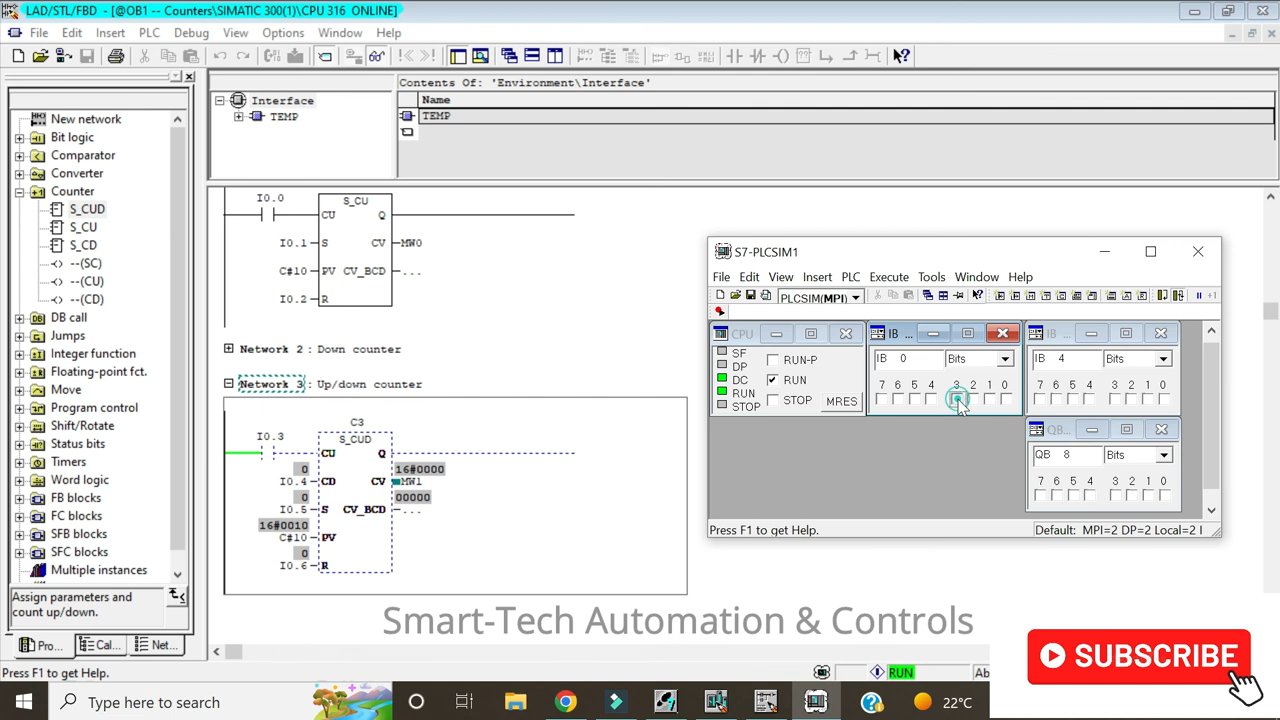 LAD/STL/FBD - [@OB1 -- Counters\SIMATIC 300(1)\CPU 316 ONLINE]
File Edit Insert PLC Debug View Options Window Help
Contents Of: 'Environment\Interface'
Interface
TEMP
Name
TEMP
New network
Bit logic
Comparator
Converter
Counter
S_CUD
S_CU
S_CD
--(SC)
--(CU)
--(CD)
DB call
Jumps
Integer function
Floating-point fct.
Move
Program control
Shift/Rotate
Status bits
Timers
Word logic
FB blocks
FC blocks
SFB blocks
SFC blocks
Multiple instances
Assign parameters and
count up/down.
Pro... Cal... Net...
I0.0 S_CU
CU Q
I0.1 S CV MW0
C#10 PV CV_BCD ...
I0.2 R
Network 2: Down counter
Network 3: Up/down counter
C3
I0.3 S_CUD
CU Q
0 16#0000
I0.4 CD CV MW1
0 00000
I0.5 S CV_BCD ...
16#0010
C#10 PV
0
I0.6 R
S7-PLCSIM1
File Edit View Insert PLC Execute Tools Window Help
PLCSIM(MPI) +1
CPU
SF
DP
DC
RUN
STOP
RUN-P
RUN
STOP MRES
IB ...
IB 0 Bits
7 6 5 4 3 2 1 0
IB ...
IB 4 Bits
7 6 5 4 3 2 1 0
QB ...
QB 8 Bits
7 6 5 4 3 2 1 0
Press F1 to get Help. Default: MPI=2 DP=2 Local=2 I
Smart-Tech Automation & Controls
SUBSCRIBE
Press F1 to get Help. RUN Ab
Type here to search 22°C